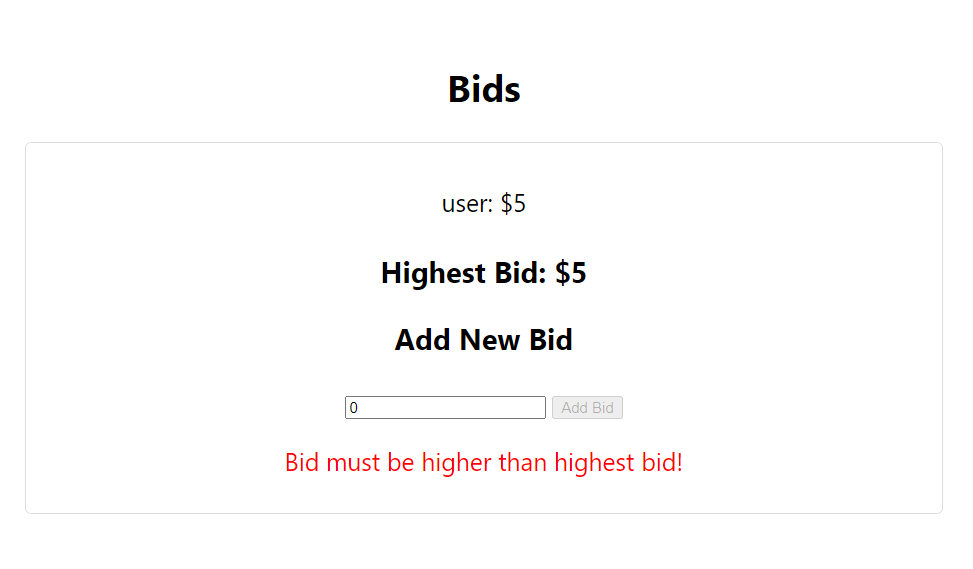 Bids
user: $5
Highest Bid: $5
Add New Bid
0 Add Bid
Bid must be higher than highest bid!